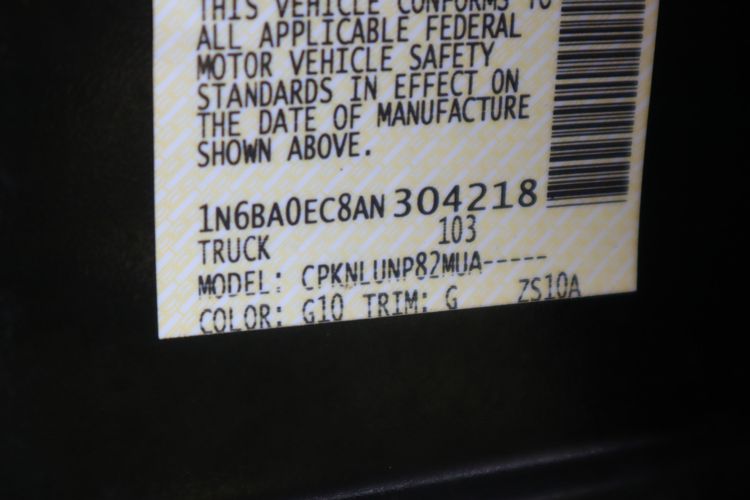 THIS VEHICLE CONFORMS TO
ALL APPLICABLE FEDERAL
MOTOR VEHICLE SAFETY
STANDARDS IN EFFECT ON
THE DATE OF MANUFACTURE
SHOWN ABOVE.
1N6BA0EC8AN304218
TRUCK 103
MODEL: CPKNLUNP82MUA-----
COLOR: G10 TRIM: G ZS10A